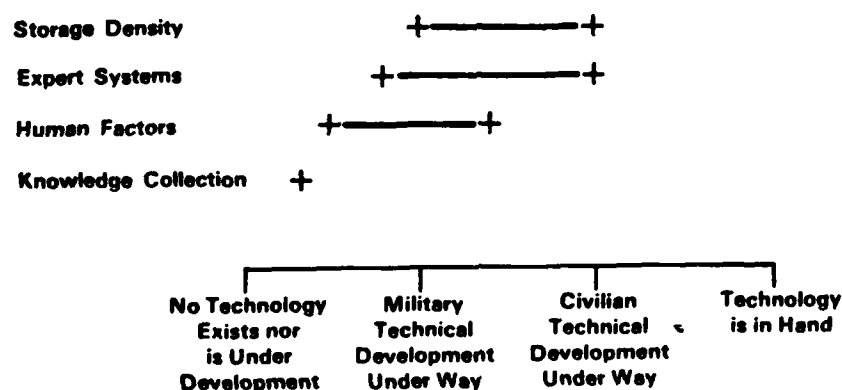 Storage Density
Expert Systems
Human Factors
Knowledge Collection
No Technology
Exists nor
is Under
Development
Military
Technical
Development
Under Way
Civilian
Technical
Development
Under Way
Technology
is in Hand